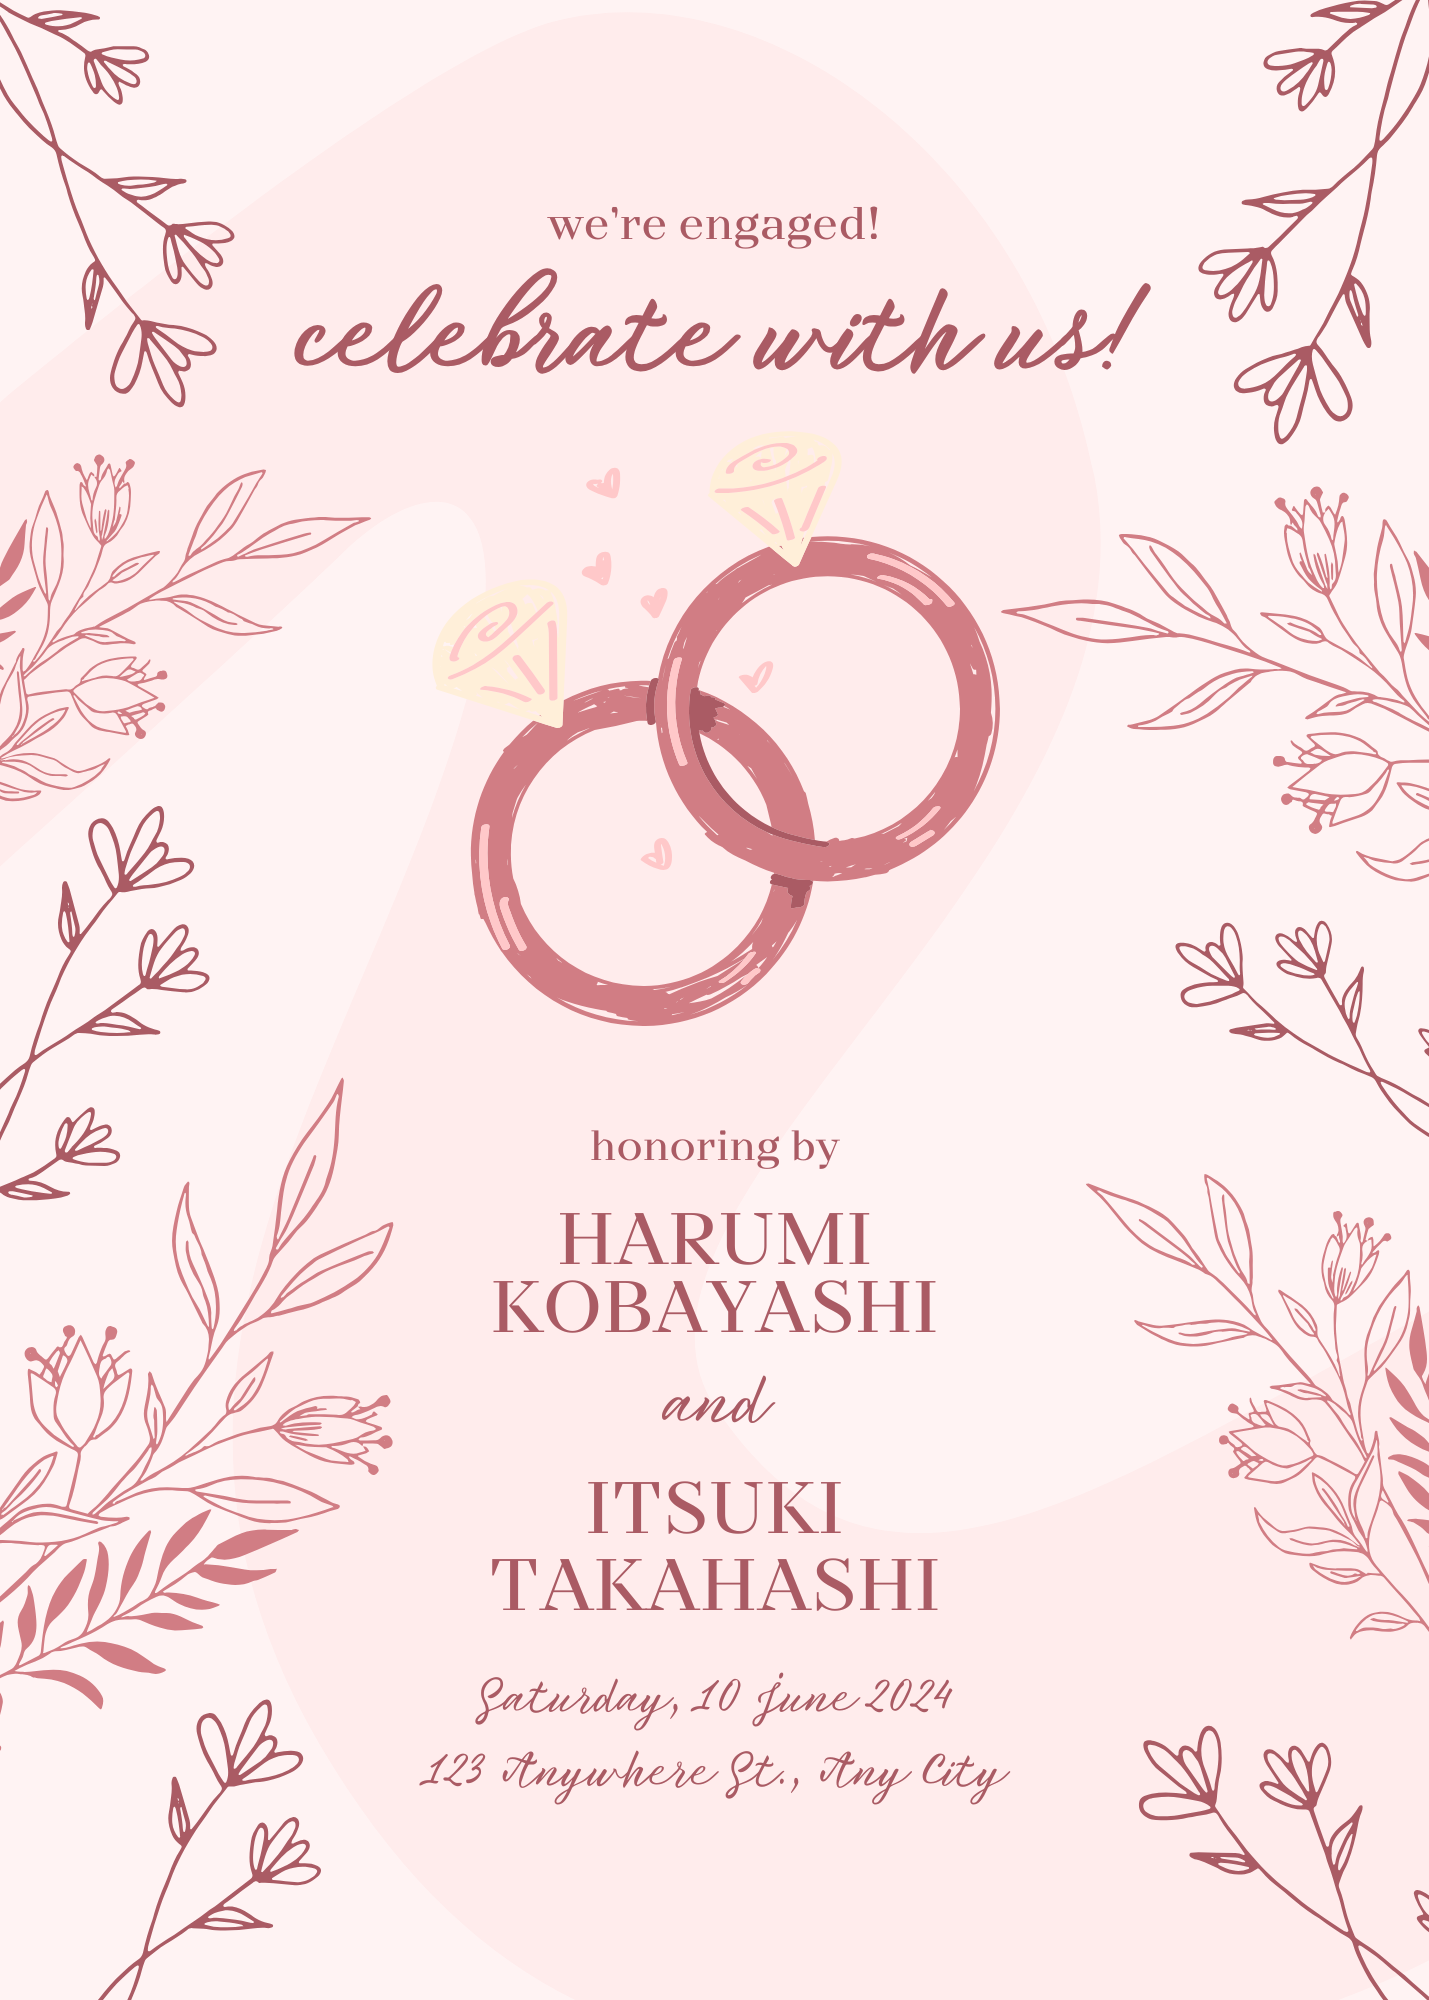 we're engaged!
celebrate with us!
honoring by
HARUMI
KOBAYASHI
and
ITSUKI
TAKAHASHI
Saturday, 10 June 2024
123 Anywhere St., Any City